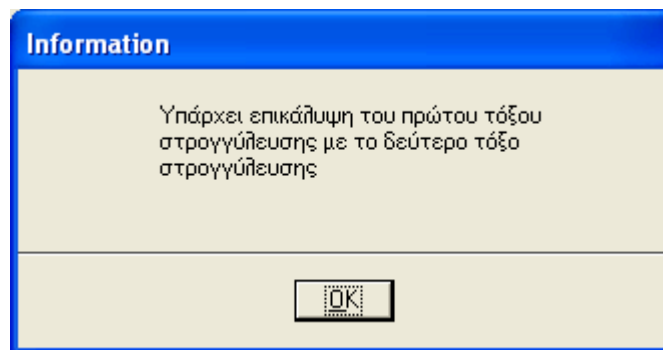 Information
Υπάρχει επικάλυψη του πρώτου τόξου
στρογγύλευσης με το δεύτερο τόξο
στρογγύλευσης
OK